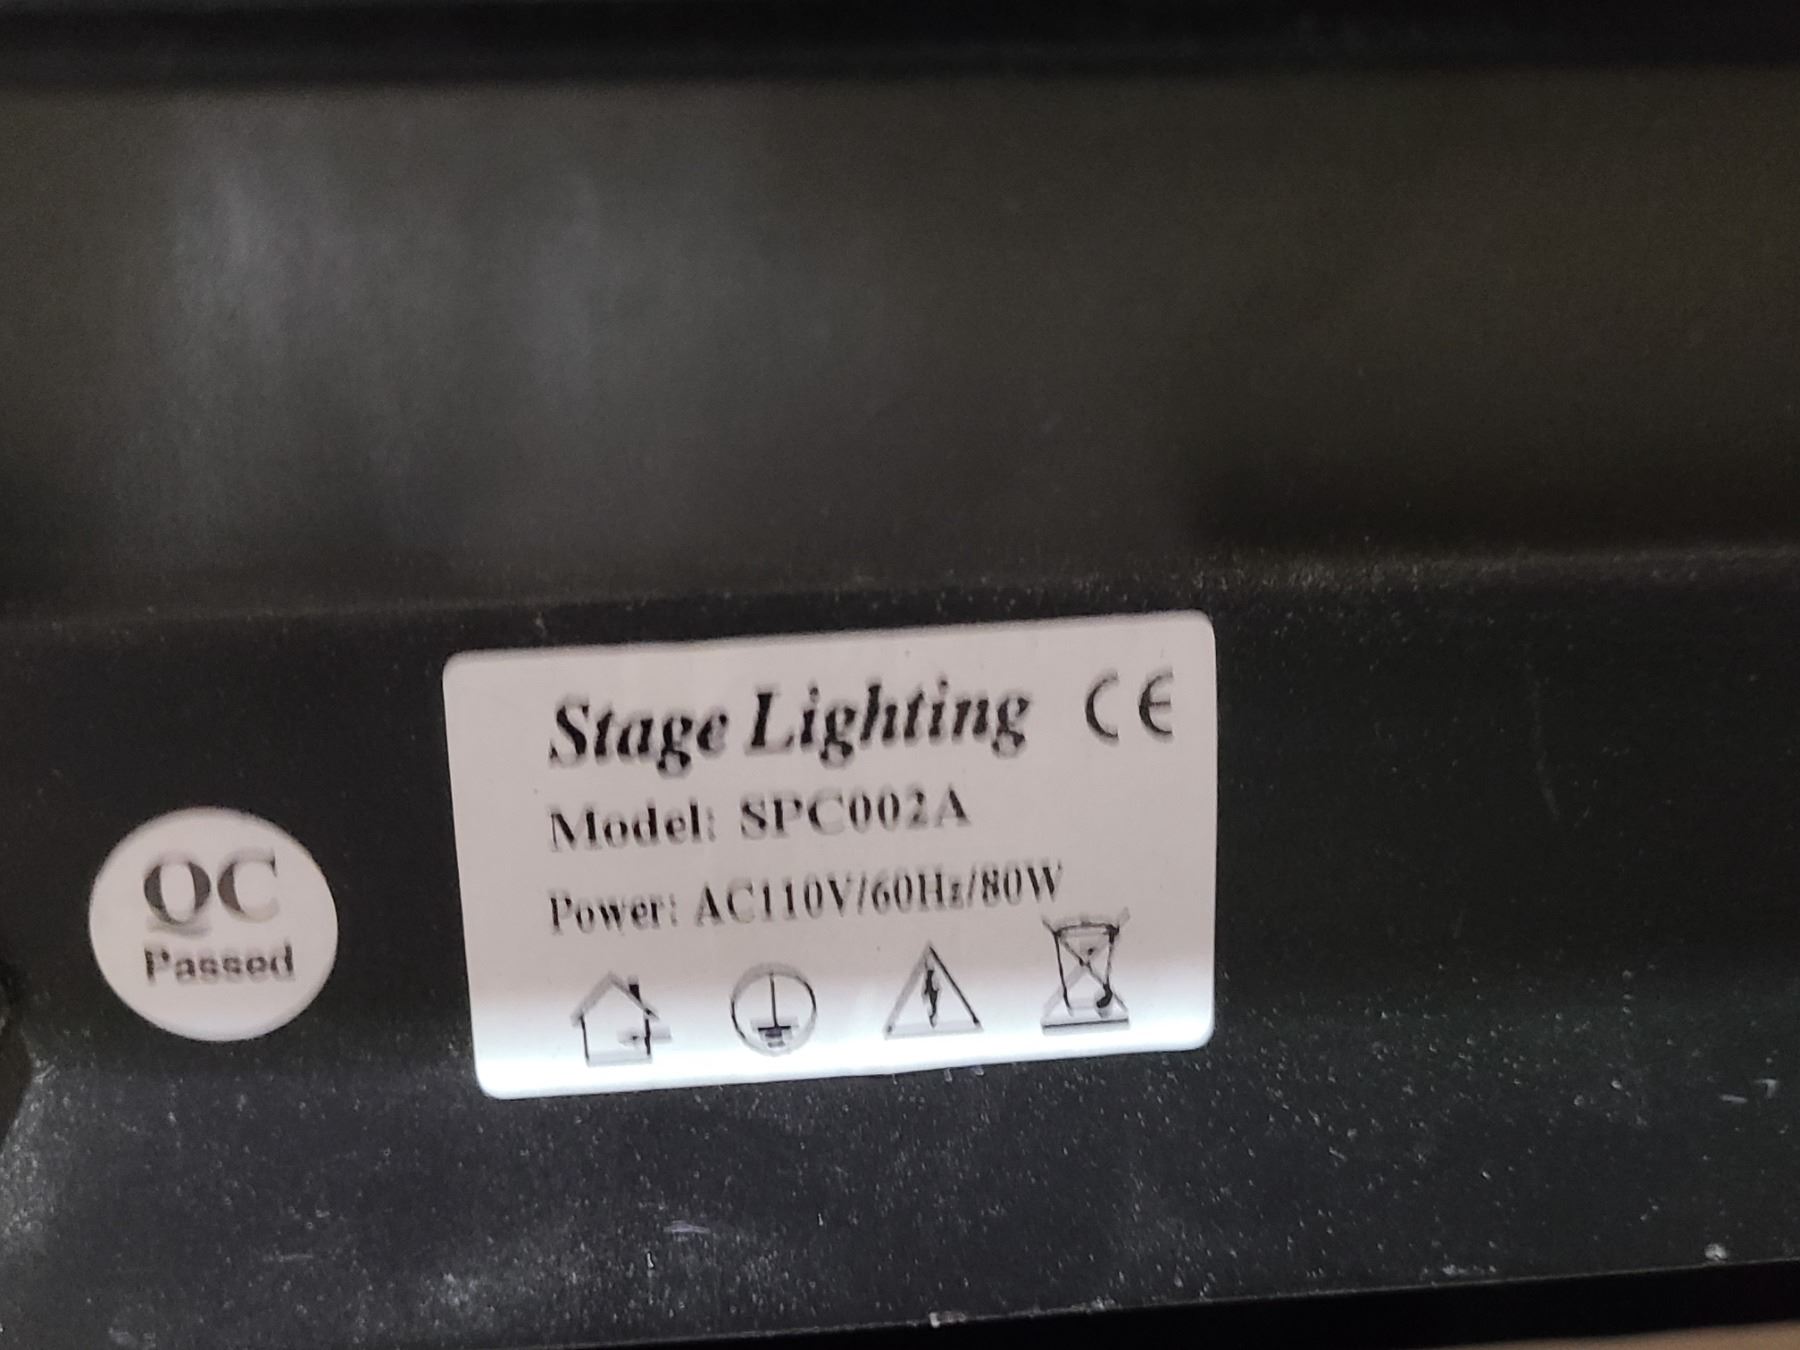 Stage Lighting CE
Model: SPC002A
Power: AC110V/60Hz/80W
QC
Passed